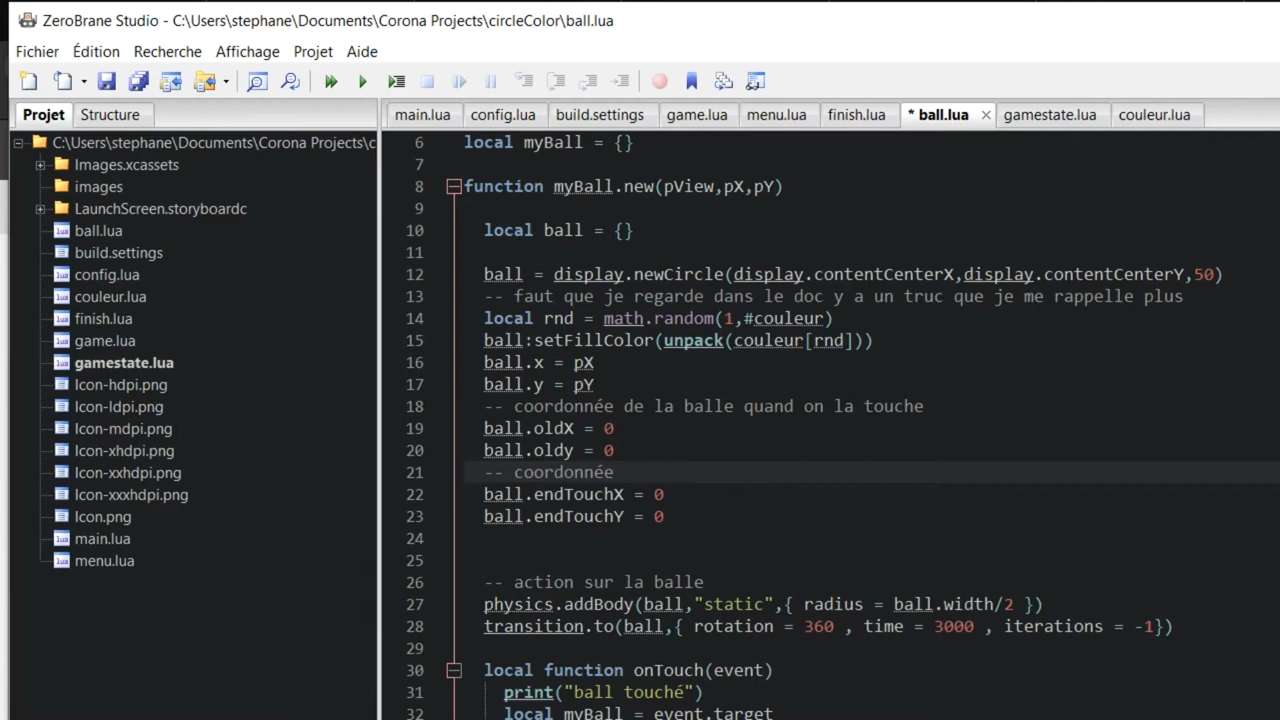 ZeroBrane Studio - C:\Users\stephane\Documents\Corona Projects\circleColor\ball.lua
Fichier Édition Recherche Affichage Projet Aide
Projet Structure
main.lua config.lua build.settings game.lua menu.lua finish.lua * ball.lua gamestate.lua couleur.lua
C:\Users\stephane\Documents\Corona Projects\c
Images.xcassets
images
LaunchScreen.storyboardc
ball.lua
build.settings
config.lua
couleur.lua
finish.lua
game.lua
gamestate.lua
Icon-hdpi.png
Icon-ldpi.png
Icon-mdpi.png
Icon-xhdpi.png
Icon-xxhdpi.png
Icon-xxxhdpi.png
Icon.png
main.lua
menu.lua
6 local myBall = {}
7
8 function myBall.new(pView,pX,pY)
9
10 local ball = {}
11
12 ball = display.newCircle(display.contentCenterX,display.contentCenterY,50)
13 -- faut que je regarde dans le doc y a un truc que je me rappelle plus
14 local rnd = math.random(1,#couleur)
15 ball:setFillColor(unpack(couleur[rnd]))
16 ball.x = pX
17 ball.y = pY
18 -- coordonnée de la balle quand on la touche
19 ball.oldX = 0
20 ball.oldy = 0
21 -- coordonnée
22 ball.endTouchX = 0
23 ball.endTouchY = 0
24
25
26 -- action sur la balle
27 physics.addBody(ball,"static",{ radius = ball.width/2 })
28 transition.to(ball,{ rotation = 360 , time = 3000 , iterations = -1})
29
30 local function onTouch(event)
31 print("ball touché")
32 local myBall = event.target